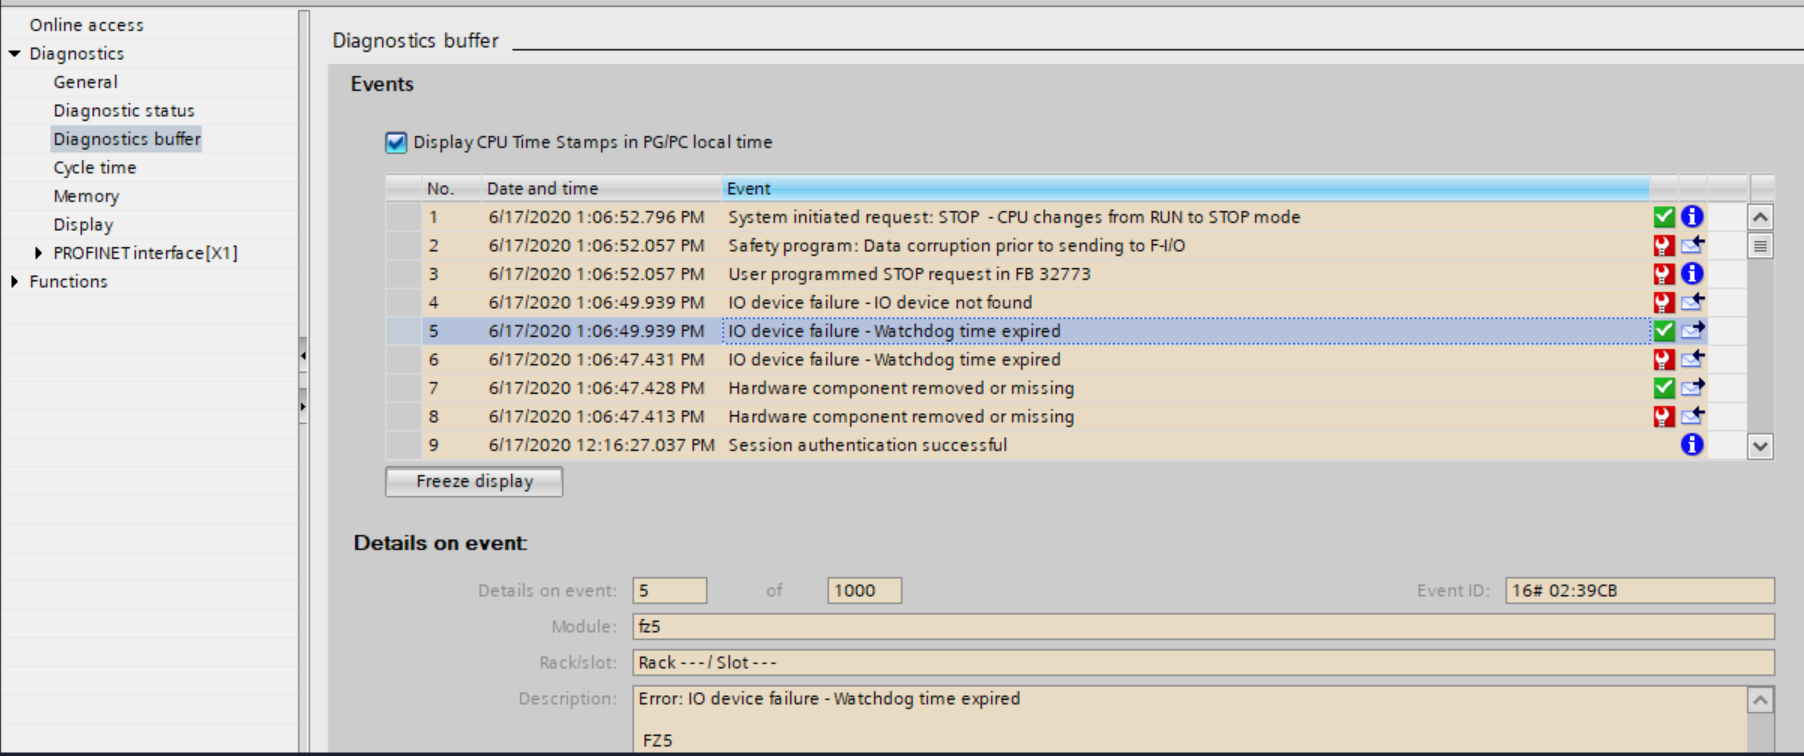 Online access
Diagnostics
General
Diagnostic status
Diagnostics buffer
Cycle time
Memory
Display
PROFINET interface [X1]
Functions
Diagnostics buffer
Events
Display CPU Time Stamps in PG/PC local time
No. Date and time Event
1 6/17/2020 1:06:52.796 PM System initiated request: STOP - CPU changes from RUN to STOP mode
2 6/17/2020 1:06:52.057 PM Safety program: Data corruption prior to sending to F-I/O
3 6/17/2020 1:06:52.057 PM User programmed STOP request in FB 32773
4 6/17/2020 1:06:49.939 PM IO device failure - IO device not found
5 6/17/2020 1:06:49.939 PM IO device failure - Watchdog time expired
6 6/17/2020 1:06:47.431 PM IO device failure - Watchdog time expired
7 6/17/2020 1:06:47.428 PM Hardware component removed or missing
8 6/17/2020 1:06:47.413 PM Hardware component removed or missing
9 6/17/2020 12:16:27.037 PM Session authentication successful
Freeze display
Details on event:
Details on event: 5 of 1000 Event ID: 16# 02:39CB
Module: fz5
Rack/slot: Rack --- / Slot ---
Description: Error: IO device failure - Watchdog time expired
FZ5